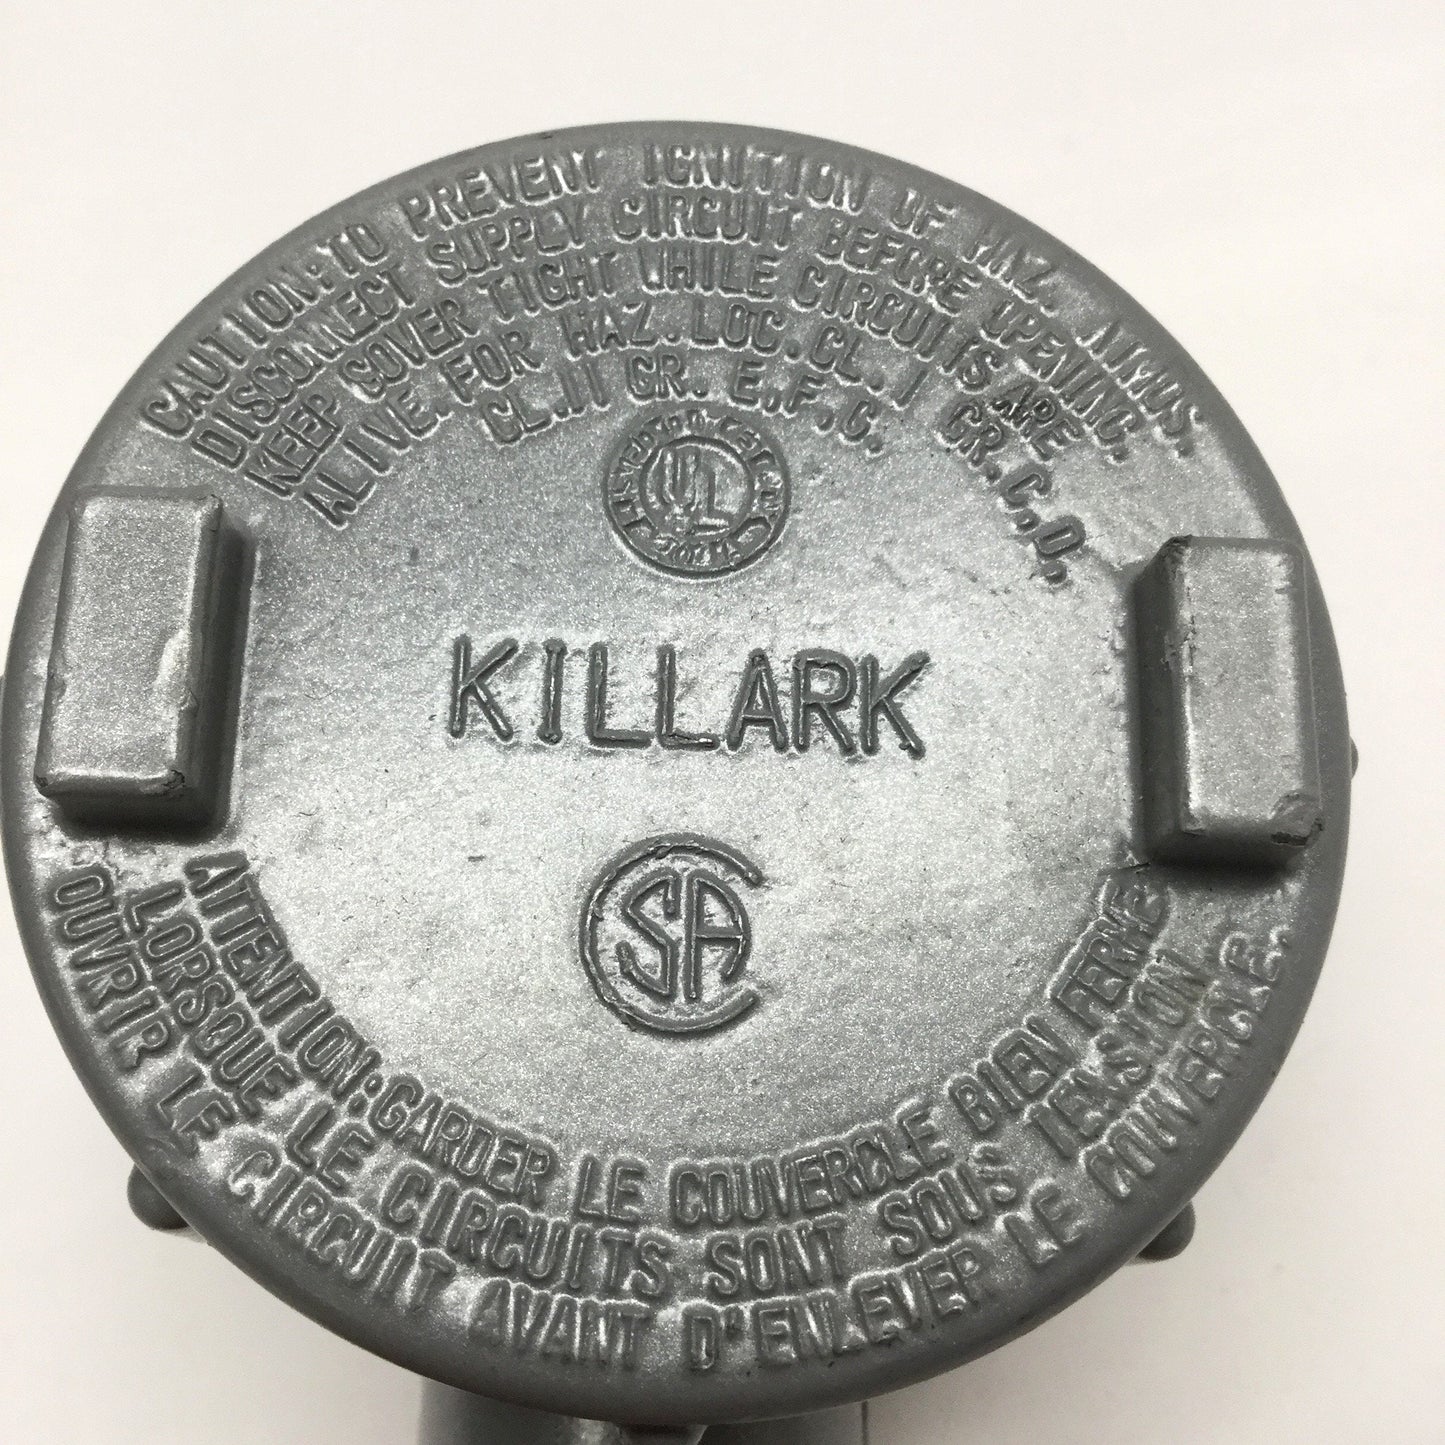 CAUTION: TO PREVENT IGNITION OF HAZ. ATMOS.
DISCONNECT SUPPLY CIRCUIT BEFORE OPENING.
KEEP COVER TIGHT WHILE CIRCUITS ARE
ALIVE. FOR HAZ. LOC. CL. I GR. C. D.
CL. II GR. E. F. G.
UL
KILLARK
CSA
ATTENTION: GARDER LE COUVERCLE BIEN FERME
LORSQUE LE CIRCUITS SONT SOUS TENSION
OUVRIR LE CIRCUIT AVANT D'ENLEVER LE COUVERCLE.